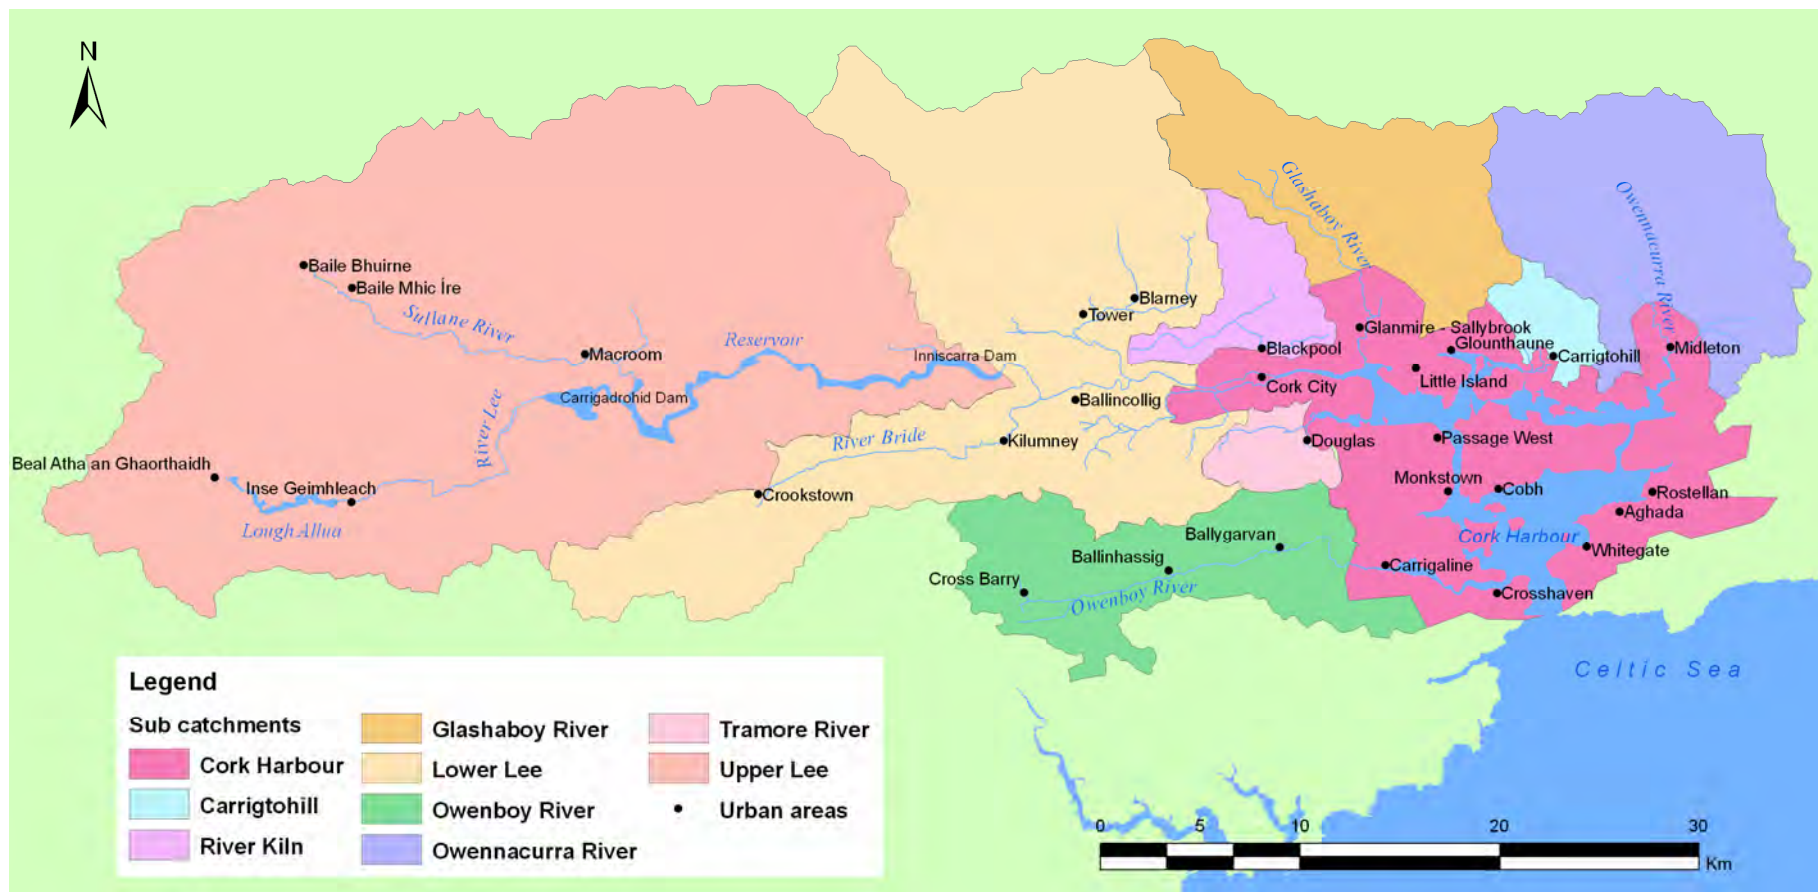 N
Glashaboy River
Owennacurra River
Baile Bhuirne
Baile Mhic Íre
Sullane River
Blarney
Tower
Macroom
Reservoir
Inniscarra Dam
Blackpool
Glanmire - Sallybrook
Glounthaune
Carrigtohill
Midleton
Cork City
Little Island
Carrigadrohid Dam
Ballincollig
River Lee
River Bride
Kilumney
Douglas
Passage West
Beal Atha an Ghaorthaidh
Inse Geimhleach
Crookstown
Monkstown
Cobh
Rostellan
Aghada
Lough Allua
Ballygarvan
Cork Harbour
Whitegate
Ballinhassig
Carrigaline
Cross Barry
Owenboy River
Crosshaven
Celtic Sea
Legend
Sub catchments
Cork Harbour
Carrigtohill
River Kiln
Glashaboy River
Lower Lee
Owenboy River
Owennacurra River
Tramore River
Upper Lee
Urban areas
0 5 10 20 30
Km